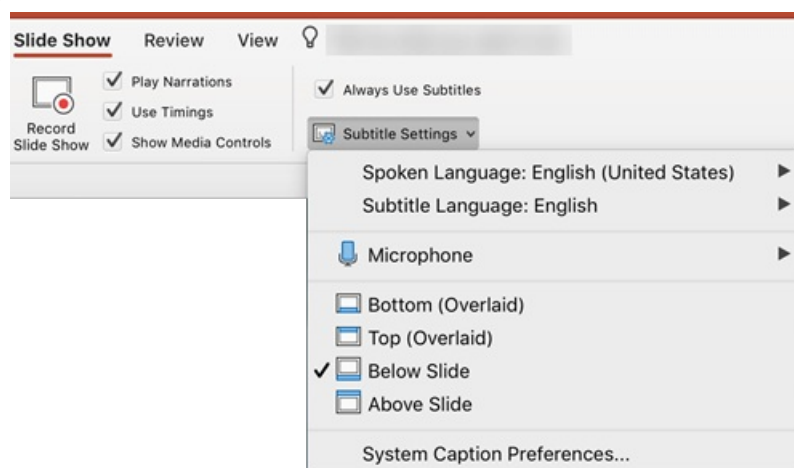 Slide Show Review View
Play Narrations
Use Timings
Show Media Controls
Record
Slide Show
Always Use Subtitles
Subtitle Settings
Spoken Language: English (United States)
Subtitle Language: English
Microphone
Bottom (Overlaid)
Top (Overlaid)
Below Slide
Above Slide
System Caption Preferences...